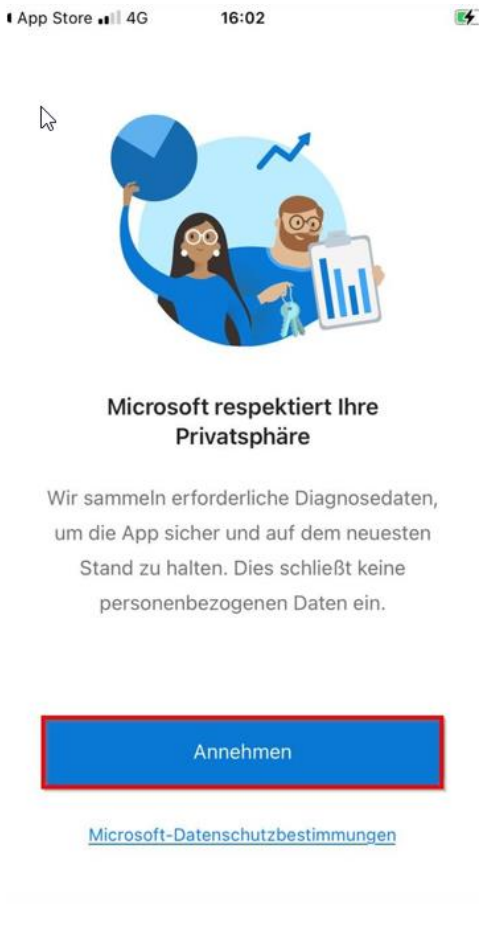 App Store 4G 16:02
Microsoft respektiert Ihre
Privatsphäre
Wir sammeln erforderliche Diagnosedaten,
um die App sicher und auf dem neuesten
Stand zu halten. Dies schließt keine
personenbezogenen Daten ein.
Annehmen
Microsoft-Datenschutzbestimmungen